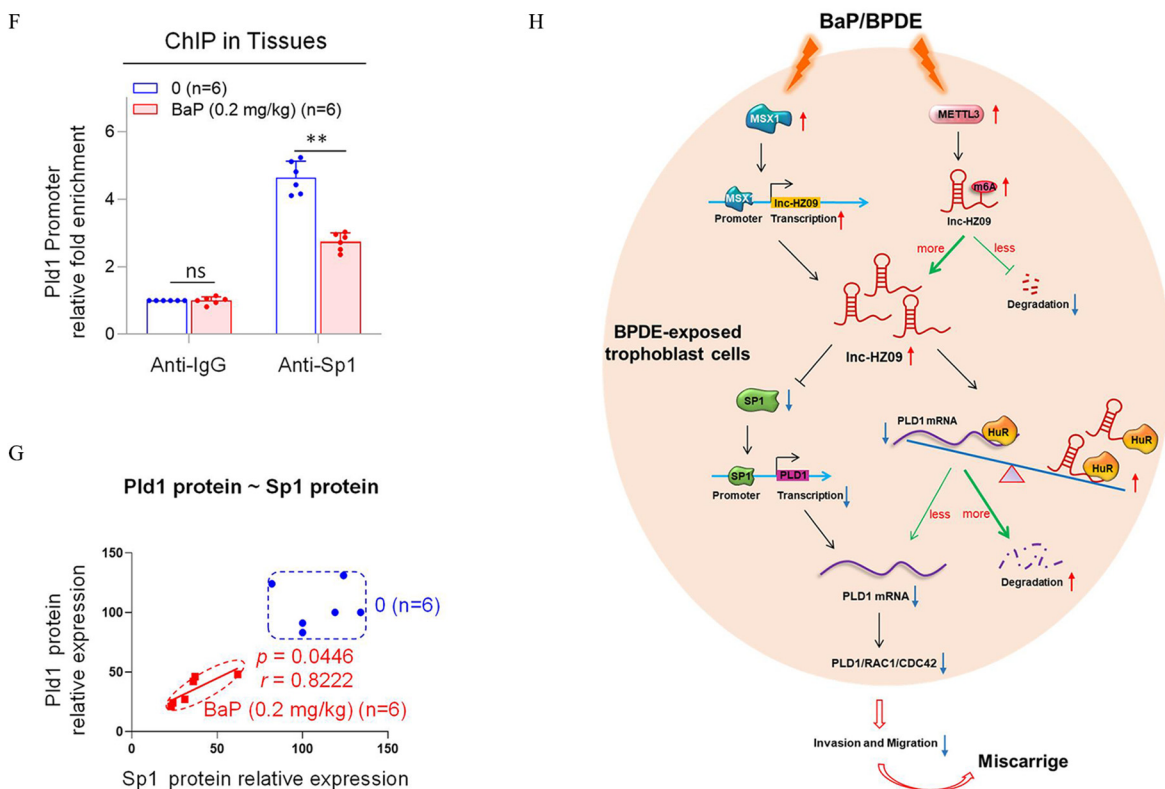 F
ChIP in Tissues
0 (n=6)
BaP (0.2 mg/kg) (n=6)
Pld1 Promoter
relative fold enrichment
6
4
2
0
ns
**
Anti-IgG
Anti-Sp1
G
Pld1 protein ~ Sp1 protein
Pld1 protein
relative expression
150
100
50
0
0 (n=6)
p = 0.0446
r = 0.8222
BaP (0.2 mg/kg) (n=6)
0
50
100
150
Sp1 protein relative expression
H
BaP/BPDE
MSX1
METTL3
MSX1
lnc-HZ09
Promoter
Transcription
m6A
lnc-HZ09
more
less
Degradation
BPDE-exposed
trophoblast cells
lnc-HZ09
SP1
PLD1 mRNA
HuR
HuR
HuR
SP1
PLD1
Promoter
Transcription
less
more
Degradation
PLD1 mRNA
PLD1/RAC1/CDC42
Invasion and Migration
Miscarrige